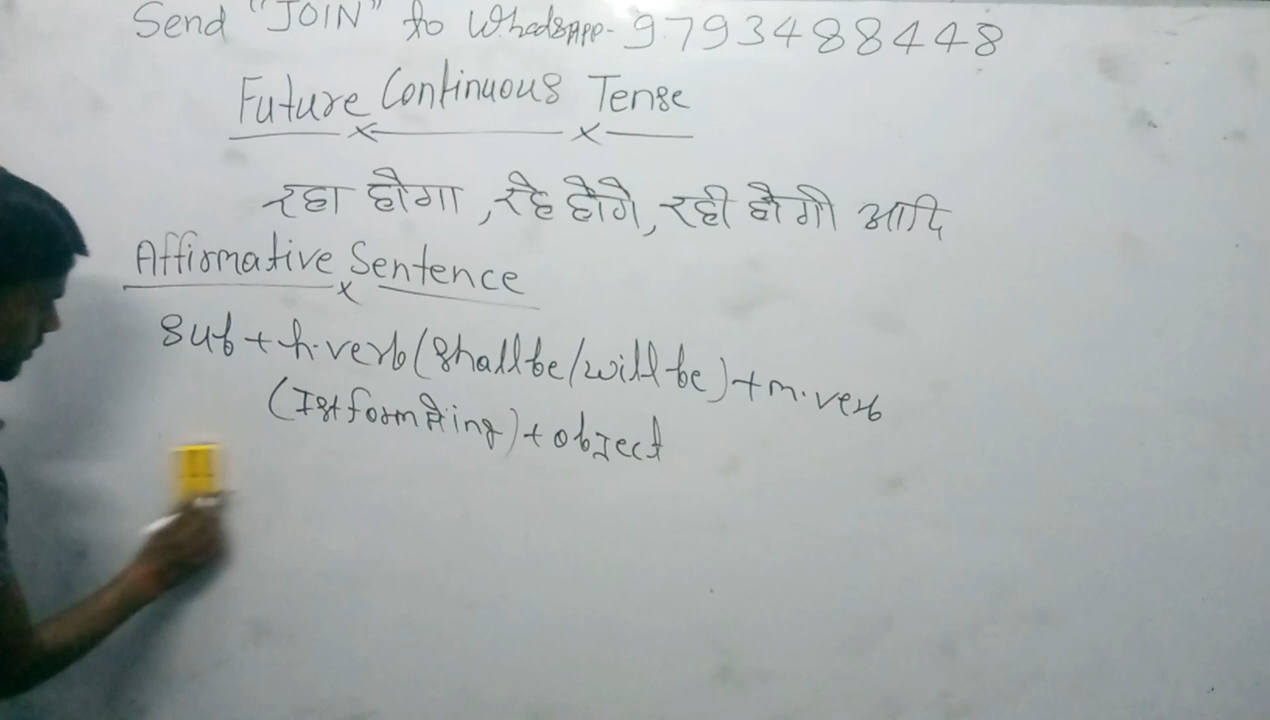 Send "JOIN" to WhatsApp- 9793488448
Future Continuous Tense
रहा होगा, रहे होंगे, रही होगी आदि
Affirmative Sentence
Sub + h.verb (Shall be/will be) + m.verb
(Ist form में ing) + object